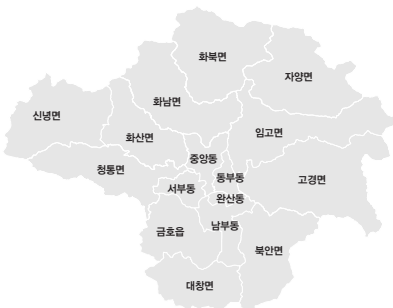 화북면
자양면
화남면
신녕면
임고면
화산면
중앙동
청통면
동부동
고경면
서부동
완산동
남부동
금호읍
북안면
대창면